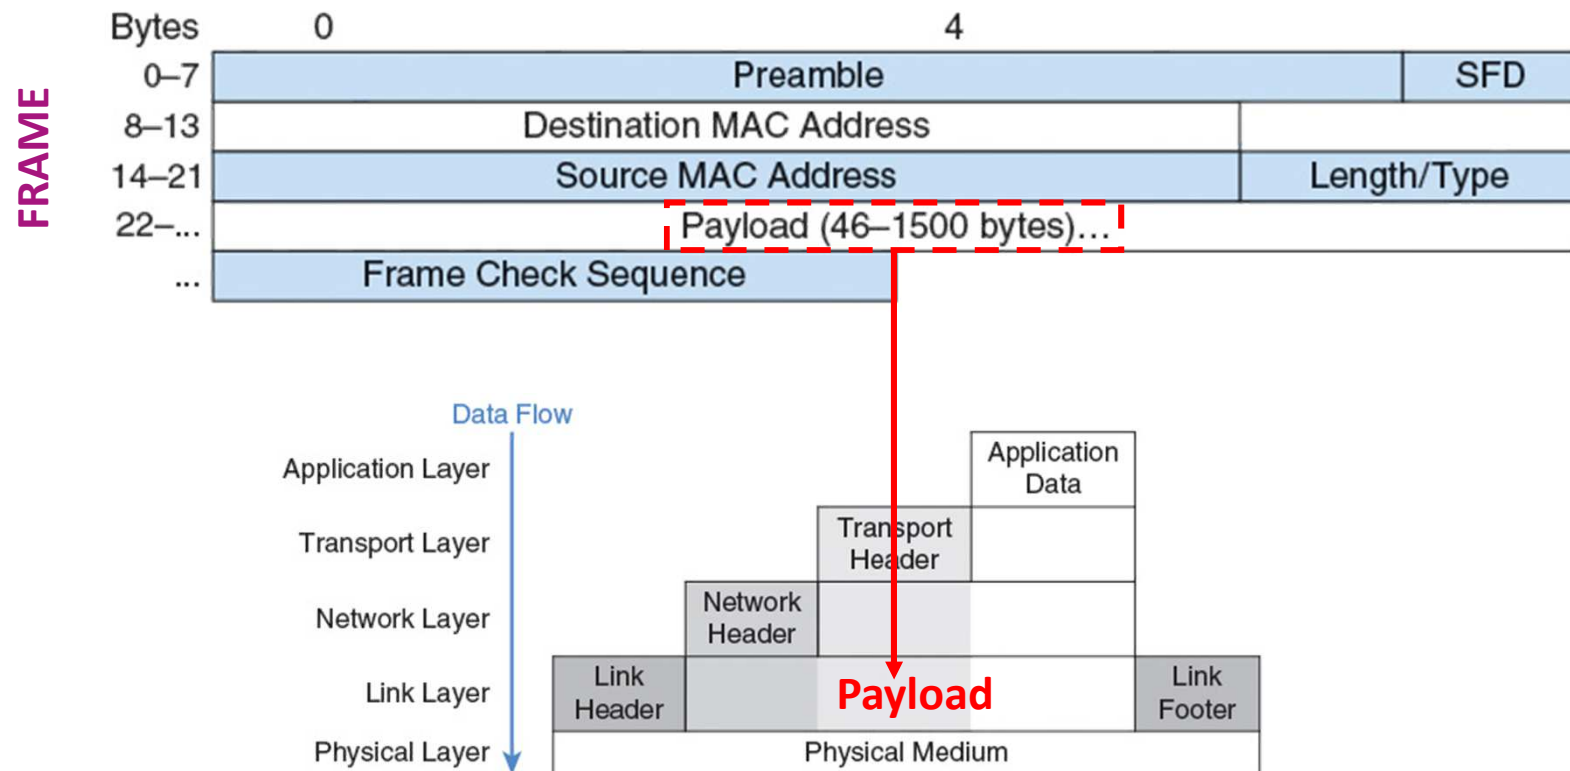 Bytes 0 4
FRAME
0–7 Preamble SFD
8–13 Destination MAC Address
14–21 Source MAC Address Length/Type
22–... Payload (46–1500 bytes)...
... Frame Check Sequence
Data Flow
Application Layer
Application
Data
Transport Layer
Transport
Header
Network Layer
Network
Header
Link Layer
Link
Header
Payload
Link
Footer
Physical Layer Physical Medium